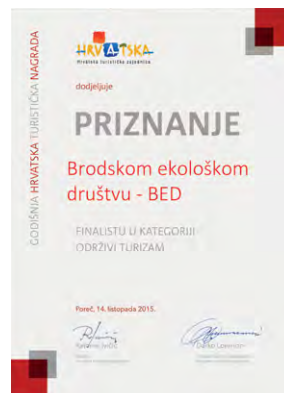 GODIŠNJA HRVATSKA TURISTIČKA NAGRADA
HRVATSKA
Hrvatska turistička zajednica
dodjeljuje
PRIZNANJE
Brodskom ekološkom
društvu - BED
FINALISTU U KATEGORIJI
ODRŽIVI TURIZAM
Poreč, 14. listopada 2015.